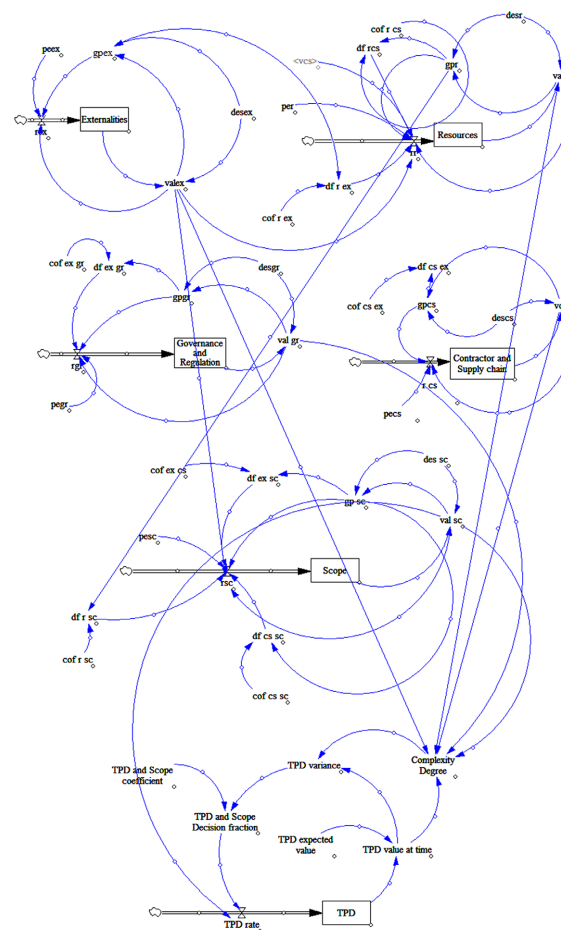 cof r cs
desr
peex
gpex
<vcs>
df rcs
gpr
va
per
desex
Externalities
rex
Resources
rr
valex
df r ex
cof r ex
cof ex gr
df ex gr
desgr
gpgr
cof cs ex
df cs ex
gpcs
descs
vc
Governance
and
Regulation
val gr
rgr
Contractor and
Supply chain
r cs
pegr
pecs
cof ex cs
df ex sc
des sc
gp sc
val sc
pesc
Scope
rsc
df r sc
df cs sc
cof r sc
cof cs sc
TPD and Scope
coefficient
TPD variance
Complexity
Degree
TPD and Scope
Decision fraction
TPD expected
value
TPD value at time
TPD
TPD rate